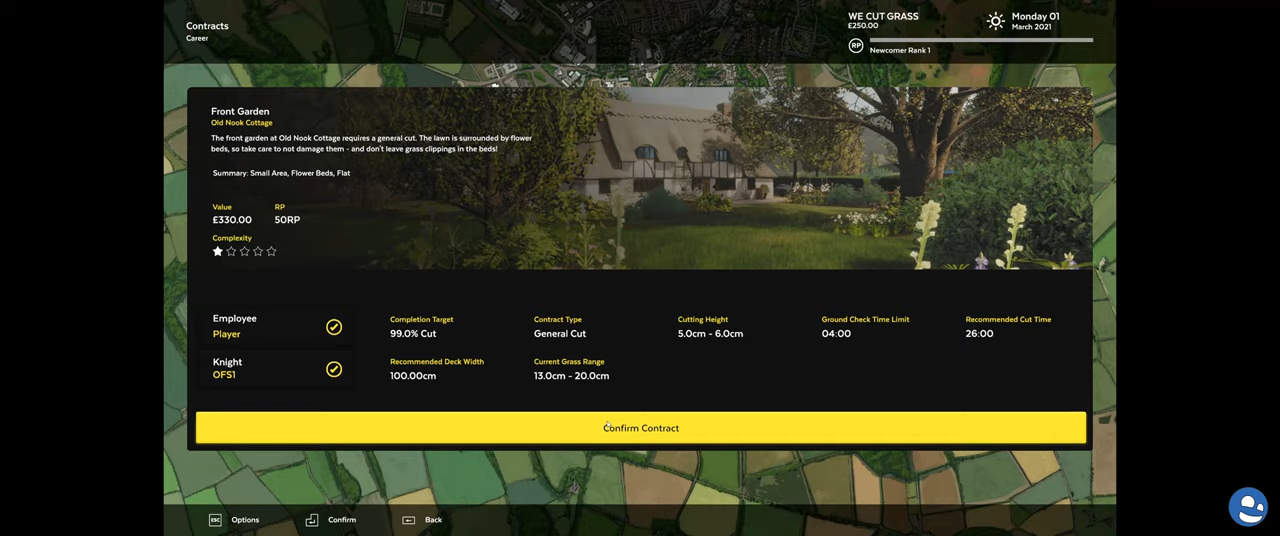 Contracts
Career
WE CUT GRASS
£250.00
Monday 01
March 2021
RP
Newcomer Rank 1
Front Garden
Old Nook Cottage
The front garden at Old Nook Cottage requires a general cut. The lawn is surrounded by flower
beds, so take care to not damage them - and don't leave grass clippings in the beds!
Summary: Small Area, Flower Beds, Flat
Value
RP
£330.00
50RP
Complexity
Employee
Player
Completion Target
99.0% Cut
Contract Type
General Cut
Cutting Height
5.0cm - 6.0cm
Ground Check Time Limit
04:00
Recommended Cut Time
26:00
Knight
OFS1
Recommended Deck Width
100.00cm
Current Grass Range
13.0cm - 20.0cm
Confirm Contract
ESC
Options
Confirm
Back